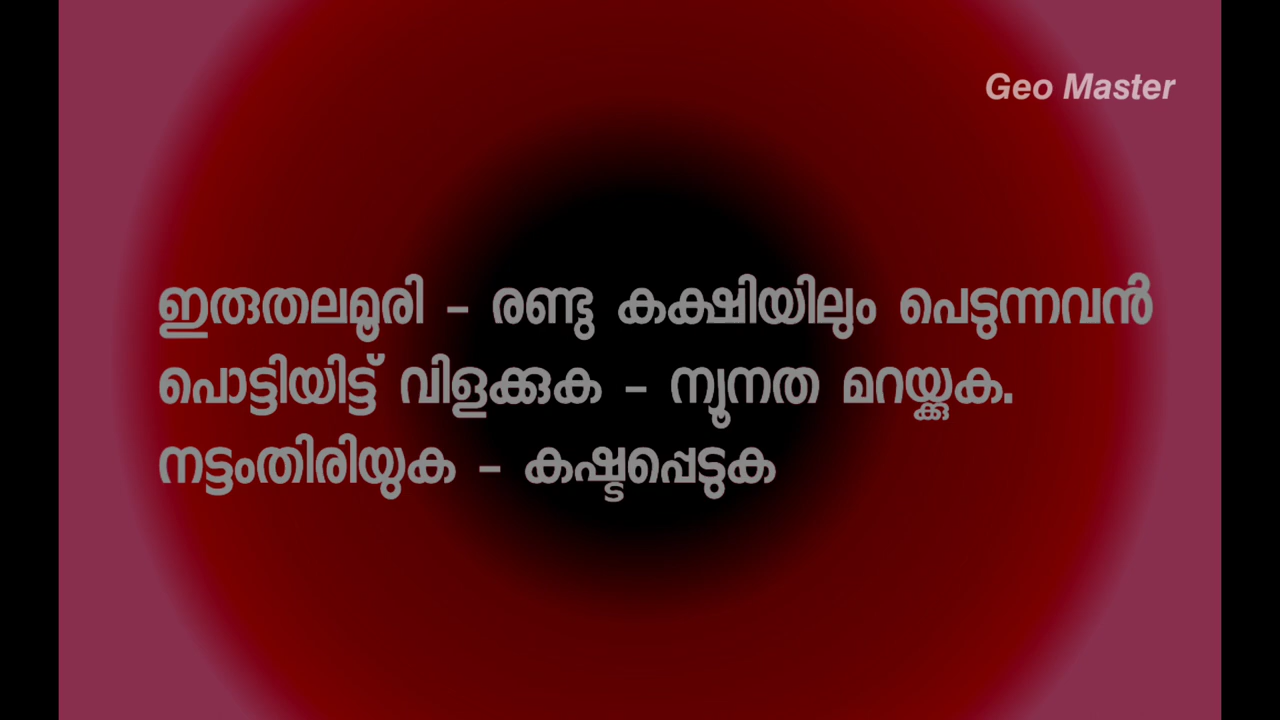 Geo Master
ഇരുതലമൂരി - രണ്ടു കക്ഷിയിലും പെടുന്നവൻ
പൊട്ടിയിട്ട് വിളക്കുക - ന്യൂനത മറയ്ക്കുക.
നട്ടംതിരിയുക - കഷ്ടപ്പെടുക